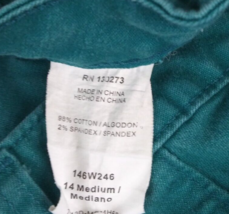 RN 133273
MADE IN CHINA
HECHO EN CHINA
98% COTTON / ALGODON
2% SPANDEX / SPANDEX
146W246
14 Medium /
Mediano